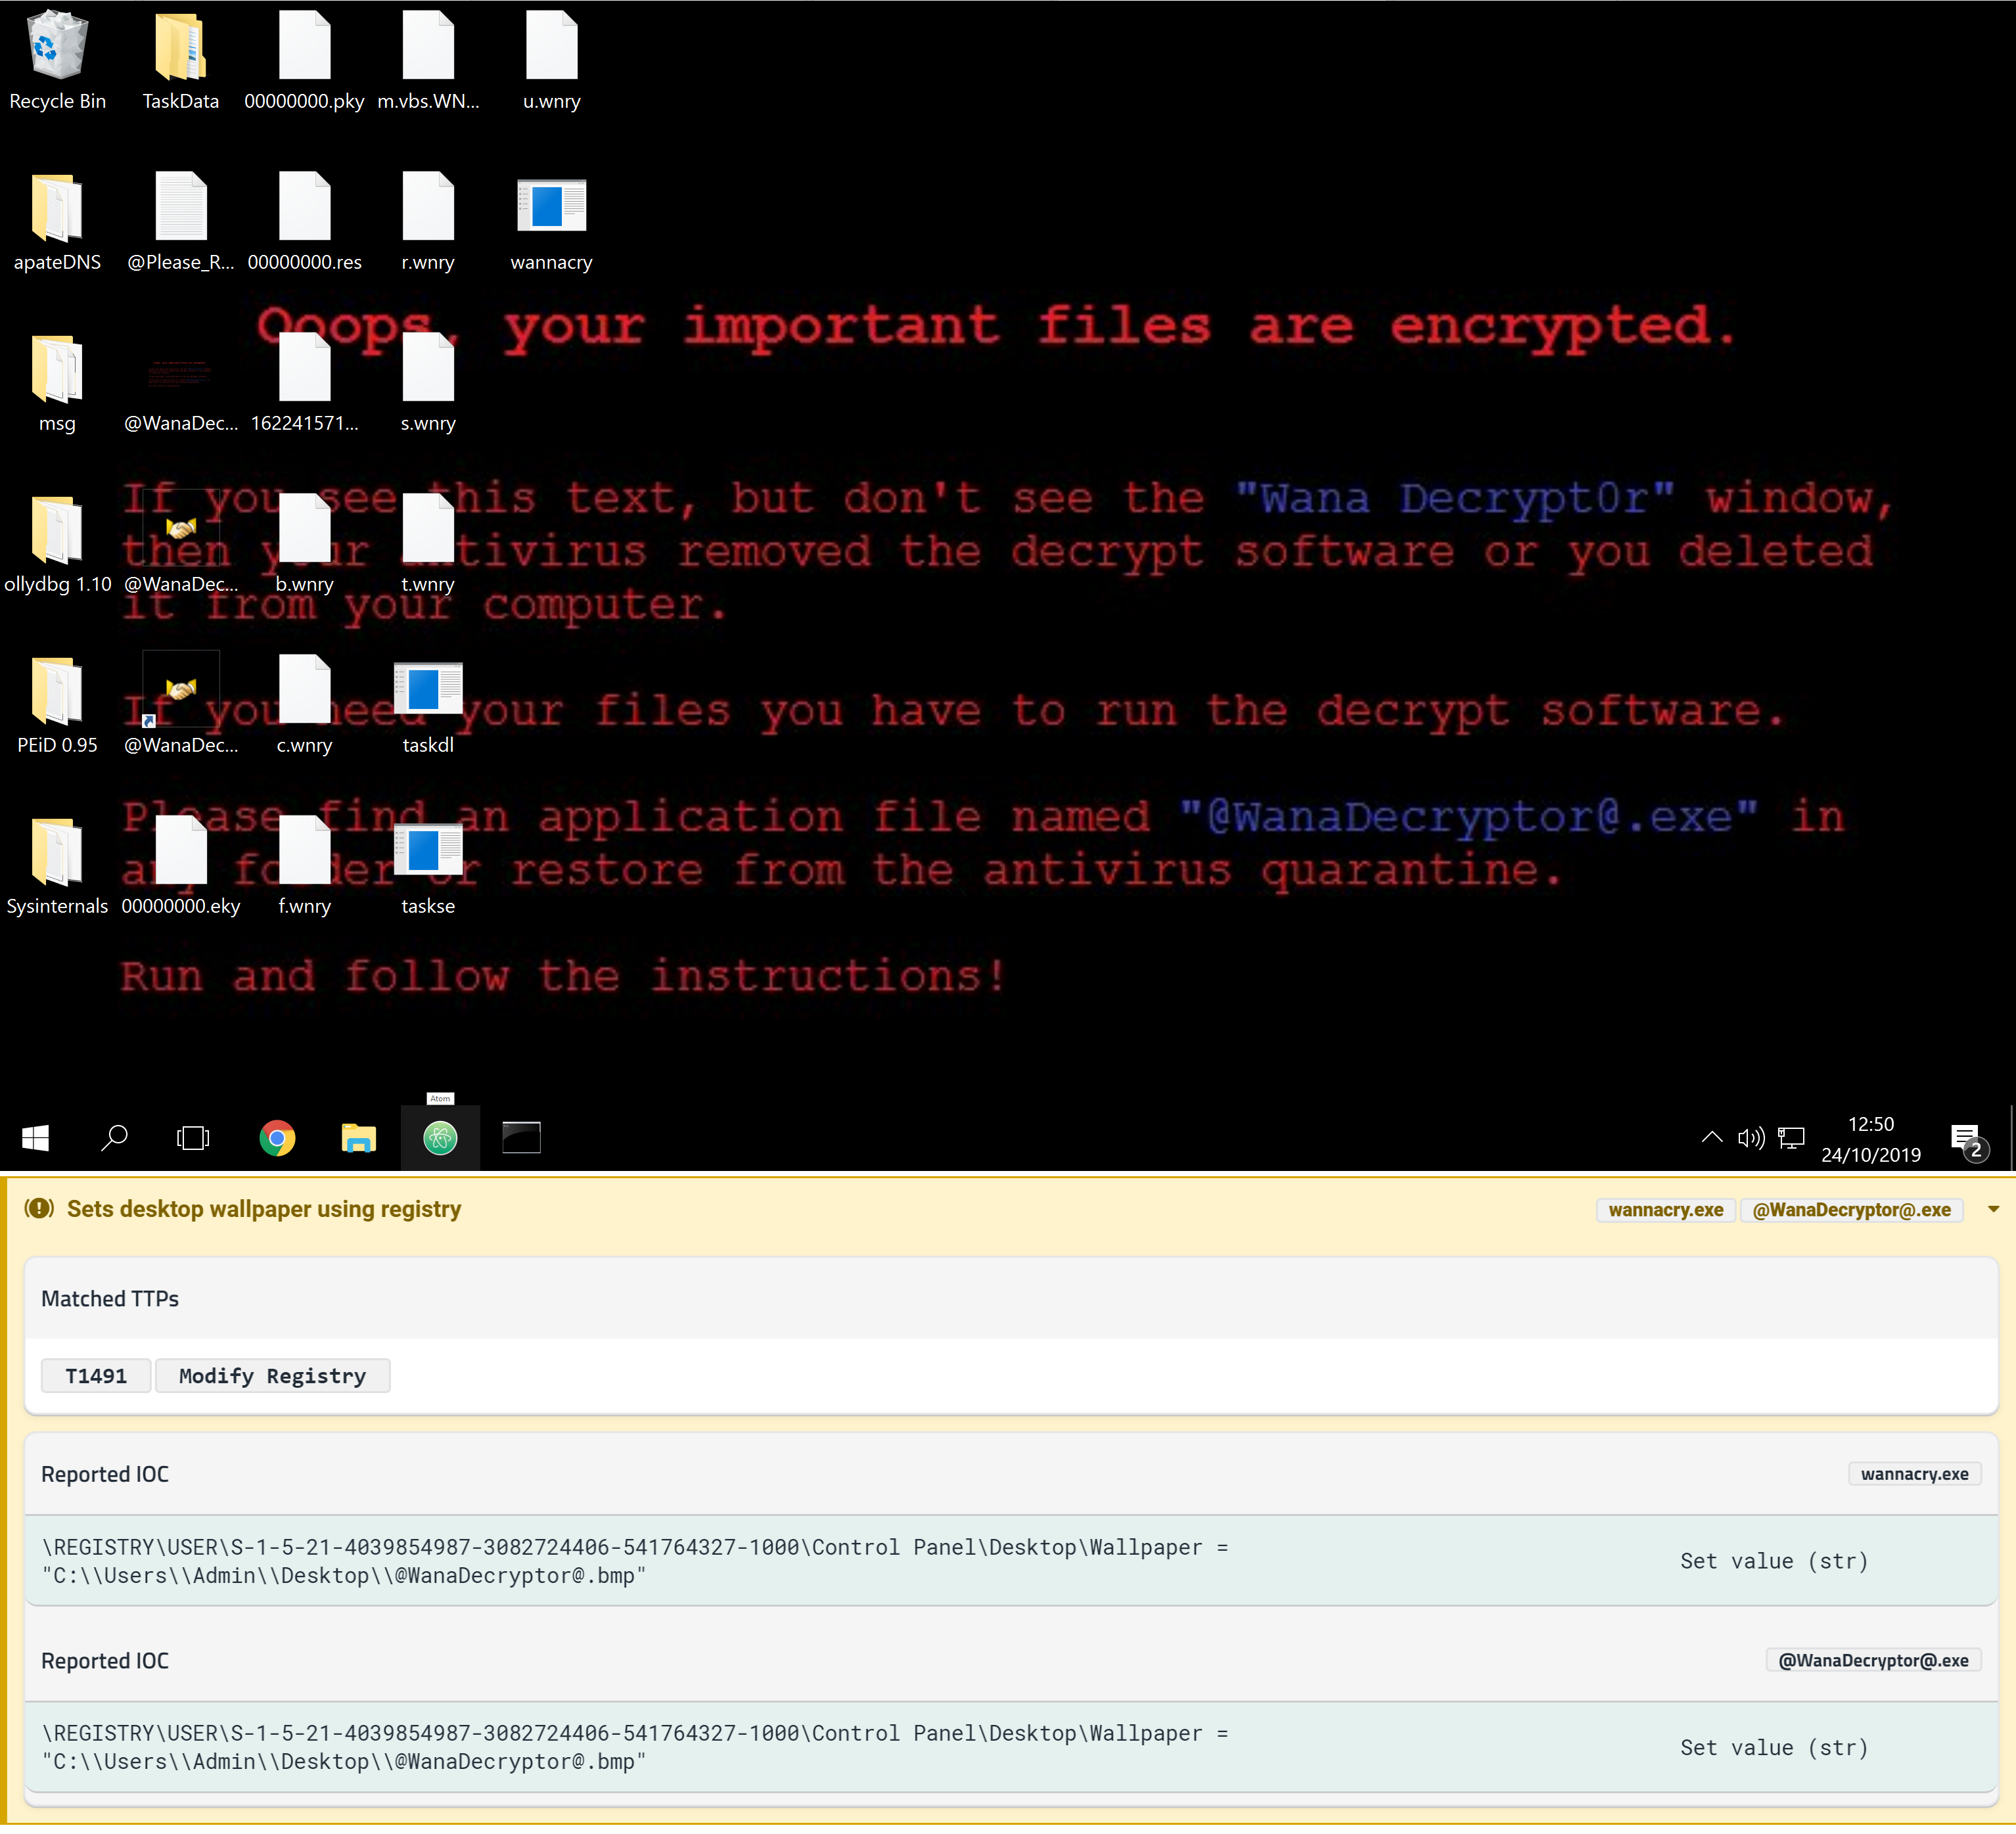 Recycle Bin
TaskData
00000000.pky
m.vbs.WN...
u.wnry
apateDNS
@Please_R...
00000000.res
r.wnry
wannacry
Ooops, your important files are encrypted.
msg
@WanaDec...
162241571...
s.wnry
If you see this text, but don't see the "Wana Decrypt0r" window,
then your antivirus removed the decrypt software or you deleted
it from your computer.
ollydbg 1.10
@WanaDec...
b.wnry
t.wnry
If you need your files you have to run the decrypt software.
PEiD 0.95
@WanaDec...
c.wnry
taskdl
Please find an application file named "@WanaDecryptor@.exe" in
any folder or restore from the antivirus quarantine.
Sysinternals
00000000.eky
f.wnry
taskse
Run and follow the instructions!
Atom
12:50
24/10/2019
2
Sets desktop wallpaper using registry
wannacry.exe
@WanaDecryptor@.exe
Matched TTPs
T1491
Modify Registry
Reported IOC
wannacry.exe
\REGISTRY\USER\S-1-5-21-4039854987-3082724406-541764327-1000\Control Panel\Desktop\Wallpaper =
"C:\\Users\\Admin\\Desktop\\@WanaDecryptor@.bmp"
Set value (str)
Reported IOC
@WanaDecryptor@.exe
\REGISTRY\USER\S-1-5-21-4039854987-3082724406-541764327-1000\Control Panel\Desktop\Wallpaper =
"C:\\Users\\Admin\\Desktop\\@WanaDecryptor@.bmp"
Set value (str)